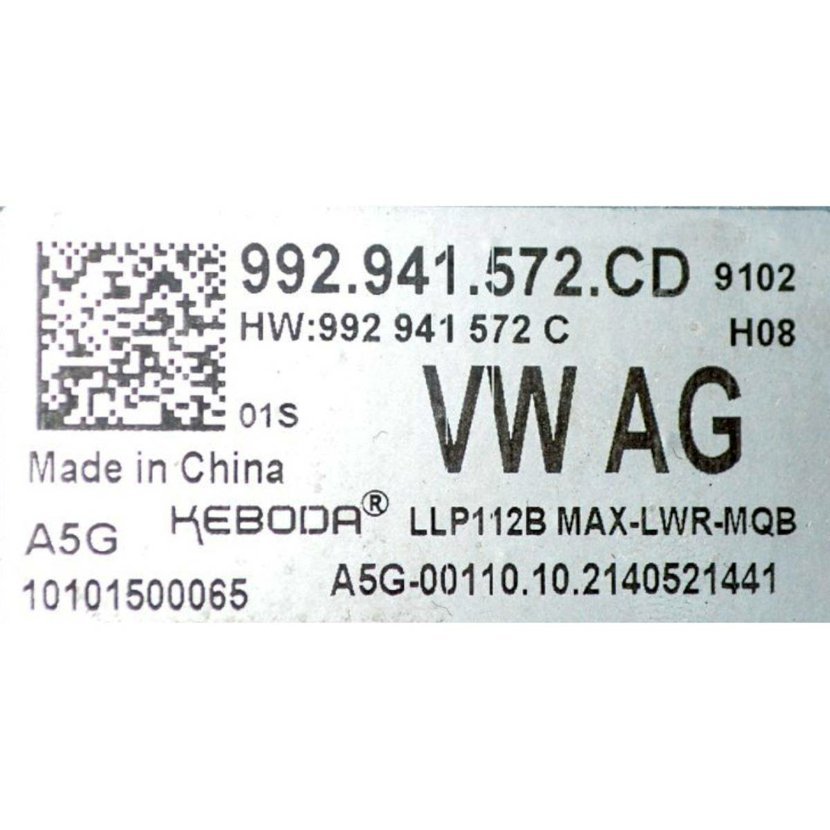 992.941.572.CD 9102
HW:992 941 572 C H08
01S
VW AG
Made in China
A5G KEBODA® LLP112B MAX-LWR-MQB
10101500065 A5G-00110.10.2140521441